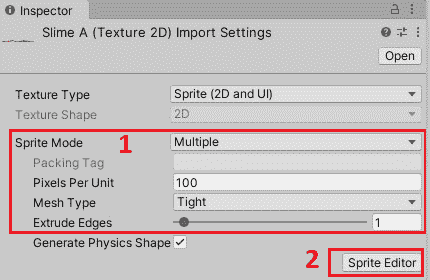 Inspector
Slime A (Texture 2D) Import Settings
Open
Texture Type Sprite (2D and UI)
Texture Shape 2D
1
Sprite Mode Multiple
Packing Tag
Pixels Per Unit 100
Mesh Type Tight
Extrude Edges 1
Generate Physics Shape
2 Sprite Editor